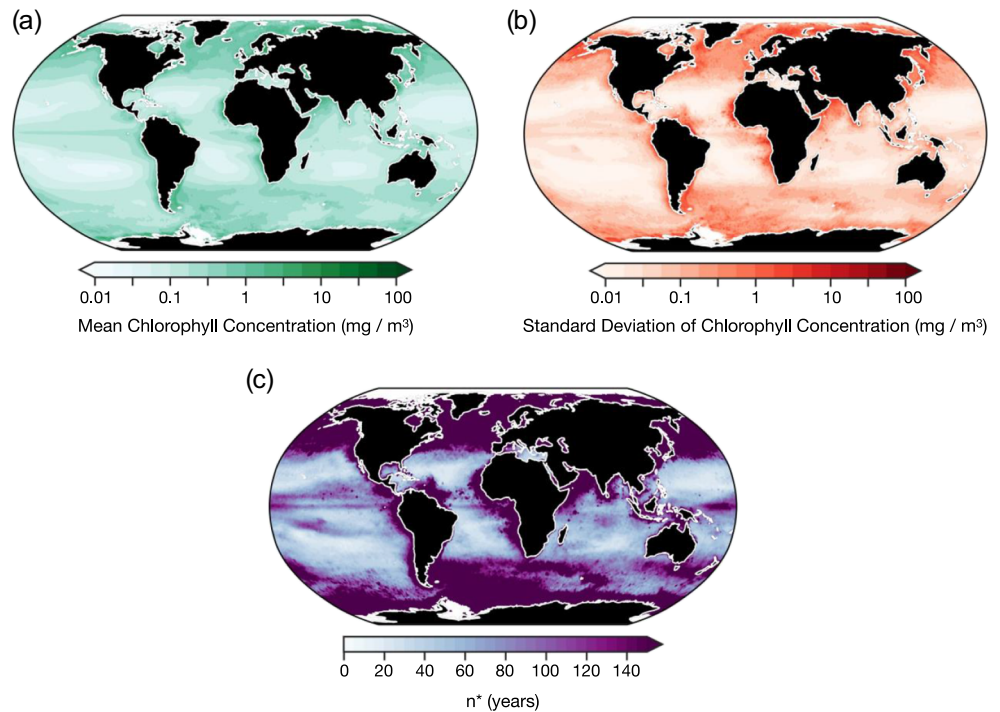 (a)
(b)
0.01 0.1 1 10 100
Mean Chlorophyll Concentration (mg / m³)
0.01 0.1 1 10 100
Standard Deviation of Chlorophyll Concentration (mg / m³)
(c)
0 20 40 60 80 100 120 140
n* (years)